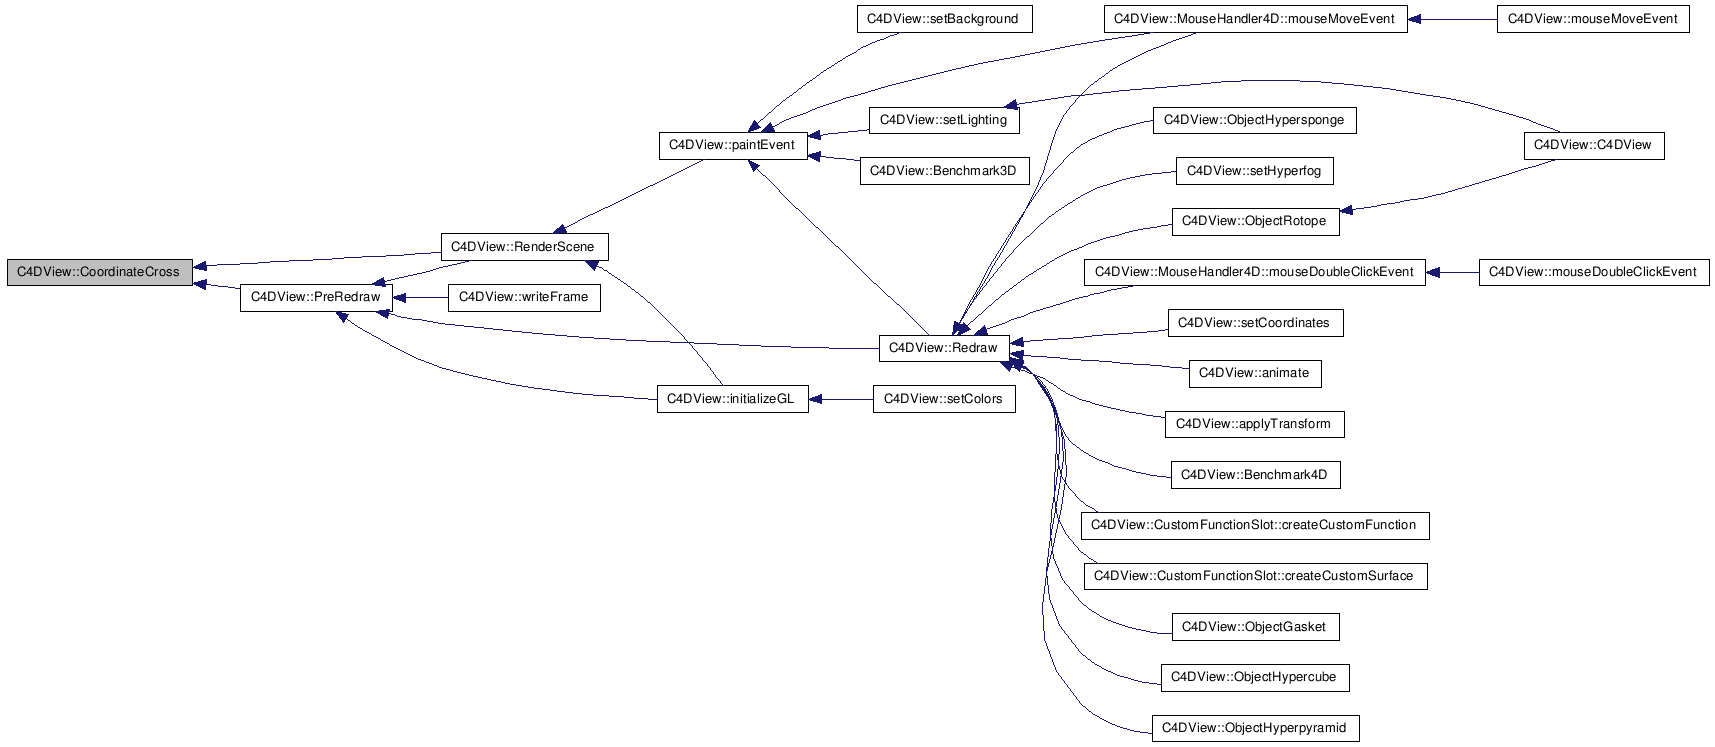 C4DView::setBackground
C4DView::MouseHandler4D::mouseMoveEvent
C4DView::mouseMoveEvent
C4DView::setLighting
C4DView::ObjectHypersponge
C4DView::paintEvent
C4DView::C4DView
C4DView::Benchmark3D
C4DView::setHyperfog
C4DView::ObjectRotope
C4DView::RenderScene
C4DView::CoordinateCross
C4DView::MouseHandler4D::mouseDoubleClickEvent
C4DView::mouseDoubleClickEvent
C4DView::PreRedraw
C4DView::writeFrame
C4DView::setCoordinates
C4DView::Redraw
C4DView::animate
C4DView::initializeGL
C4DView::setColors
C4DView::applyTransform
C4DView::Benchmark4D
C4DView::CustomFunctionSlot::createCustomFunction
C4DView::CustomFunctionSlot::createCustomSurface
C4DView::ObjectGasket
C4DView::ObjectHypercube
C4DView::ObjectHyperpyramid